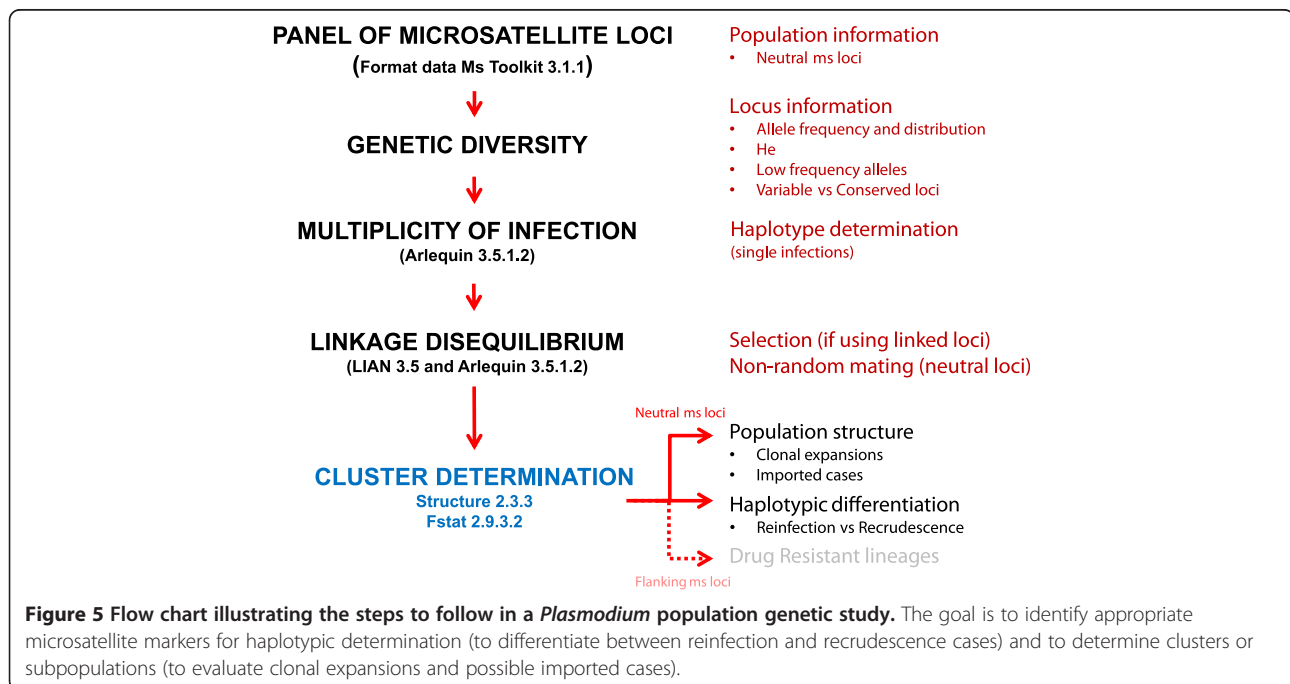 PANEL OF MICROSATELLITE LOCI
(Format data Ms Toolkit 3.1.1)
Population information
• Neutral ms loci
GENETIC DIVERSITY
Locus information
• Allele frequency and distribution
• He
• Low frequency alleles
• Variable vs Conserved loci
MULTIPLICITY OF INFECTION
(Arlequin 3.5.1.2)
Haplotype determination
(single infections)
LINKAGE DISEQUILIBRIUM
(LIAN 3.5 and Arlequin 3.5.1.2)
Selection (if using linked loci)
Non-random mating (neutral loci)
CLUSTER DETERMINATION
Structure 2.3.3
Fstat 2.9.3.2
Neutral ms loci
Population structure
• Clonal expansions
• Imported cases
Haplotypic differentiation
• Reinfection vs Recrudescence
Drug Resistant lineages
Flanking ms loci
Figure 5 Flow chart illustrating the steps to follow in a Plasmodium population genetic study. The goal is to identify appropriate
microsatellite markers for haplotypic determination (to differentiate between reinfection and recrudescence cases) and to determine clusters or
subpopulations (to evaluate clonal expansions and possible imported cases).